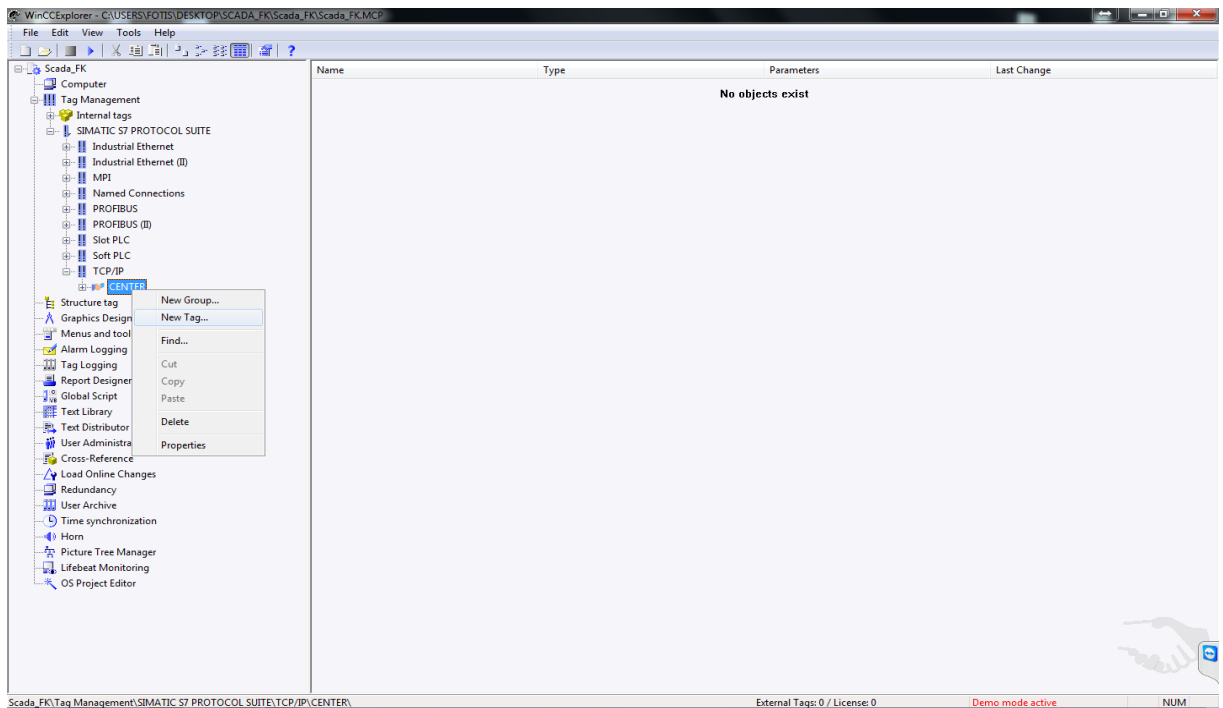 WinCCExplorer - C:\USERS\FOTIS\DESKTOP\SCADA_FK\Scada_FK\Scada_FK.MCP
File Edit View Tools Help
Scada_FK
Computer
Tag Management
Internal tags
SIMATIC S7 PROTOCOL SUITE
Industrial Ethernet
Industrial Ethernet (II)
MPI
Named Connections
PROFIBUS
PROFIBUS (II)
Slot PLC
Soft PLC
TCP/IP
CENTER
Structure tag
Graphics Design
Menus and tool
Alarm Logging
Tag Logging
Report Designer
Global Script
Text Library
Text Distributor
User Administra
Cross-Reference
Load Online Changes
Redundancy
User Archive
Time synchronization
Horn
Picture Tree Manager
Lifebeat Monitoring
OS Project Editor
New Group...
New Tag...
Find...
Cut
Copy
Paste
Delete
Properties
Name Type Parameters Last Change
No objects exist
Scada_FK\Tag Management\SIMATIC S7 PROTOCOL SUITE\TCP/IP\CENTER\ External Tags: 0 / License: 0 Demo mode active NUM